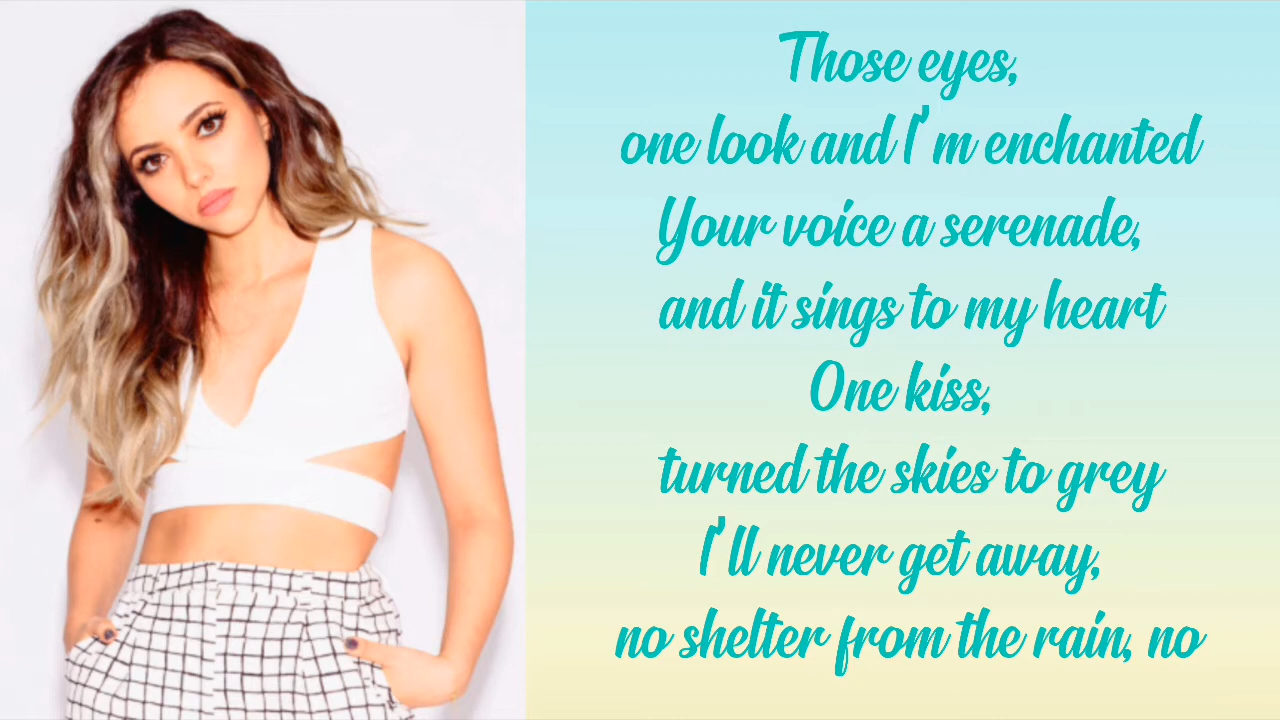 Those eyes,
one look and I'm enchanted
Your voice a serenade,
and it sings to my heart
One kiss,
turned the skies to grey
I'll never get away,
no shelter from the rain, no